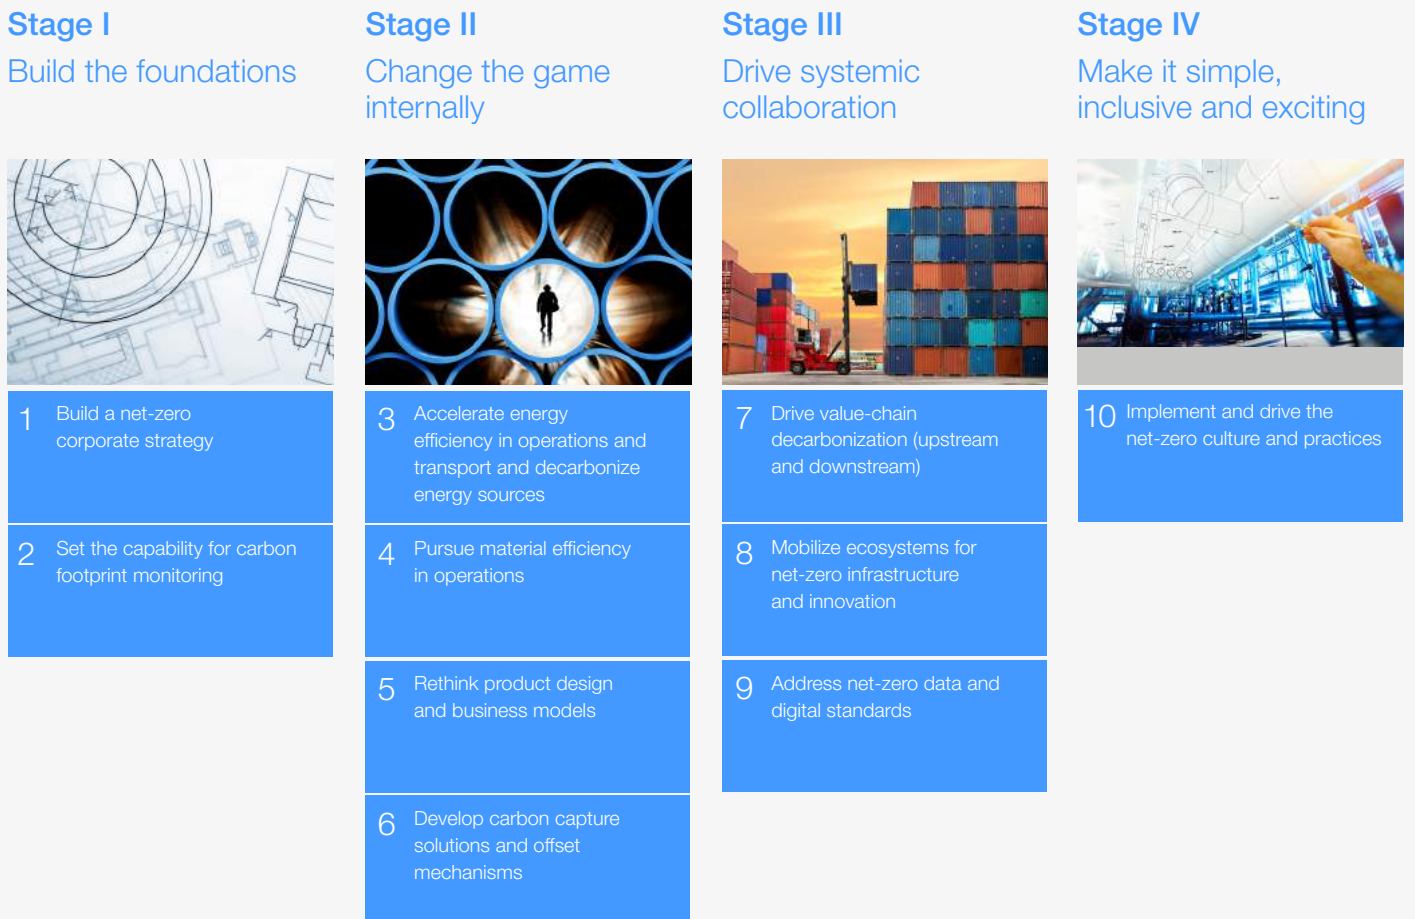 Stage I
Build the foundations
1
Build a net-zero
corporate strategy
2
Set the capability for carbon
footprint monitoring
Stage II
Change the game
internally
3
Accelerate energy
efficiency in operations and
transport and decarbonize
energy sources
4
Pursue material efficiency
in operations
5
Rethink product design
and business models
6
Develop carbon capture
solutions and offset
mechanisms
Stage III
Drive systemic
collaboration
7
Drive value-chain
decarbonization (upstream
and downstream)
8
Mobilize ecosystems for
net-zero infrastructure
and innovation
9
Address net-zero data and
digital standards
Stage IV
Make it simple,
inclusive and exciting
10
Implement and drive the
net-zero culture and practices